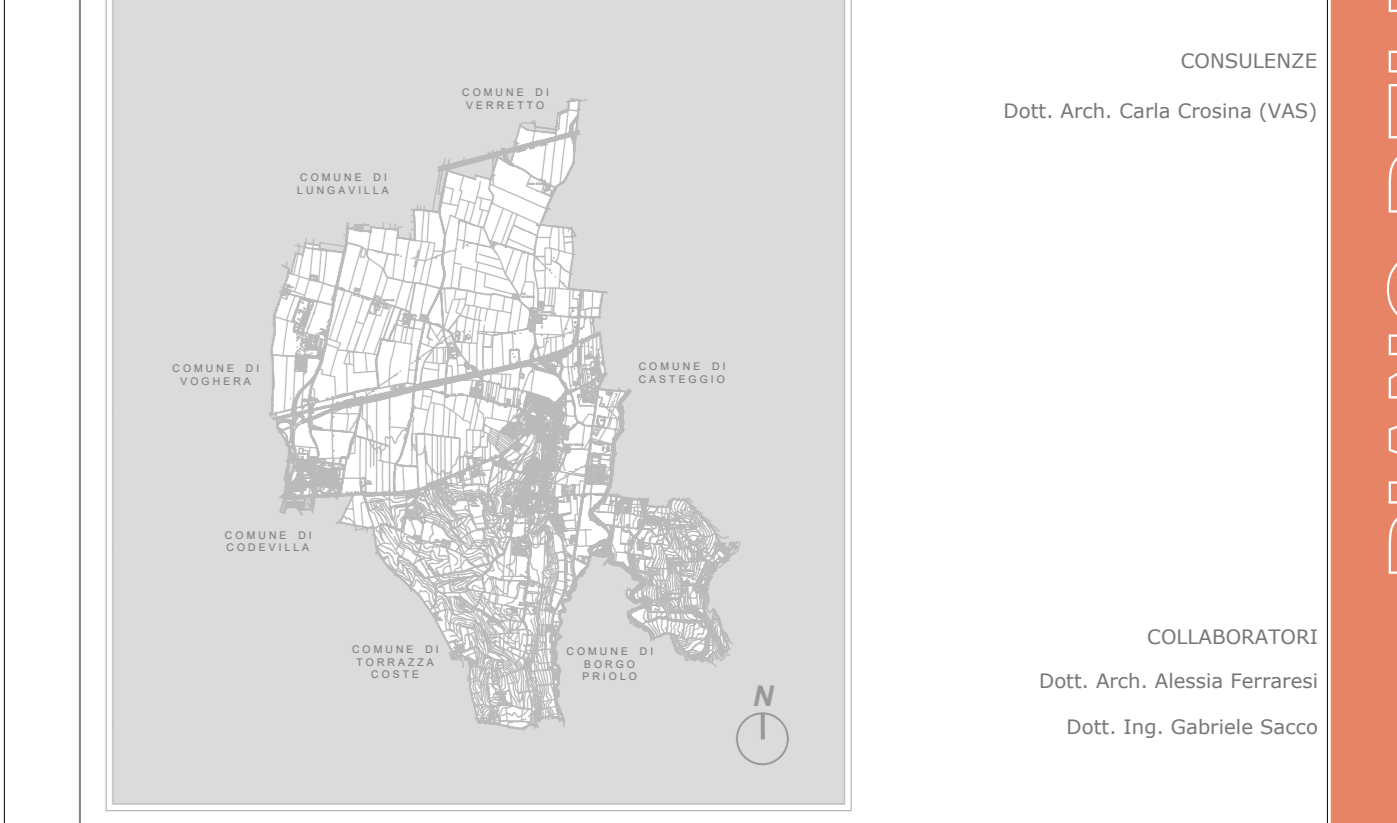 COMUNE DI
VERRETTO
COMUNE DI
LUNGAVILLA
COMUNE DI
VOGHERA
COMUNE DI
CASTEGGIO
COMUNE DI
CODEVILLA
COMUNE DI
TORRAZZA
COSTE
COMUNE DI
BORGO
PRIOLO
N
CONSULENZE
Dott. Arch. Carla Crosina (VAS)
COLLABORATORI
Dott. Arch. Alessia Ferraresi
Dott. Ing. Gabriele Sacco